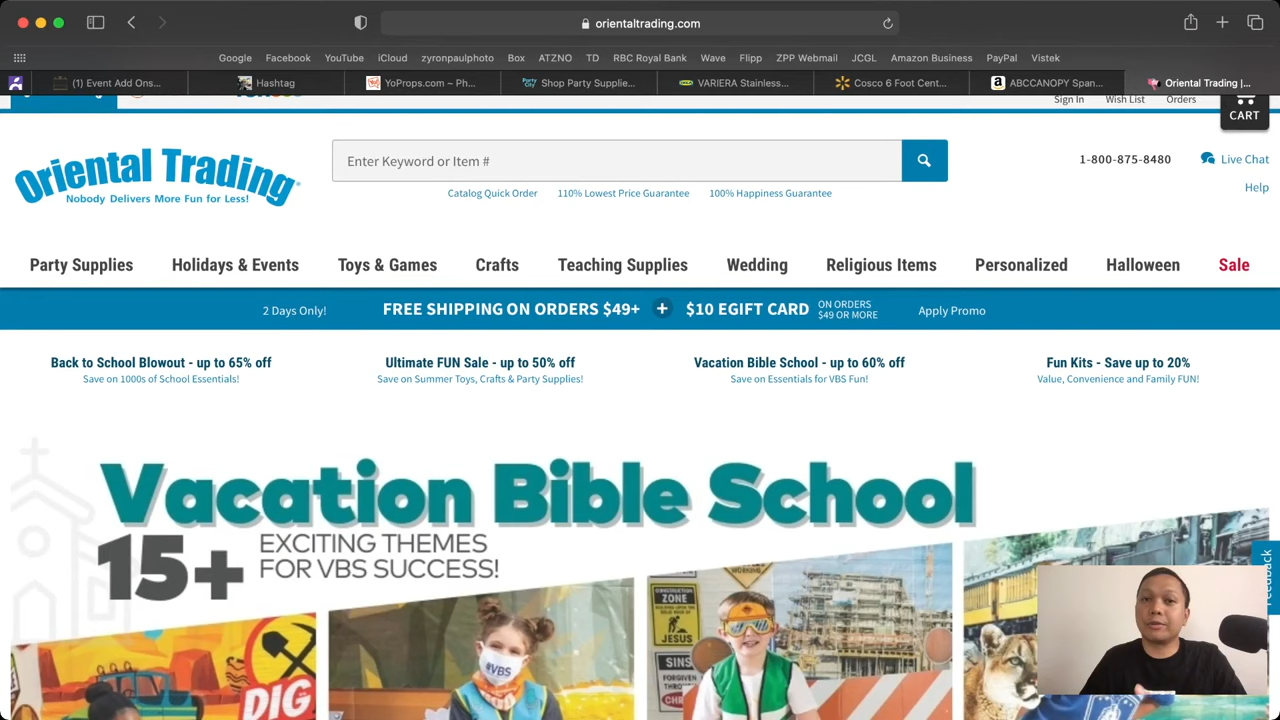 orientaltrading.com
Google Facebook YouTube iCloud zyronpaulphoto Box ATZNO TD RBC Royal Bank Wave Flipp ZPP Webmail JCGL Amazon Business PayPal Vistek
(1) Event Add Ons... Hashtag YoProps.com – Ph... Shop Party Supplie... VARIERA Stainless... Cosco 6 Foot Cent... ABCCANOPY Span... Oriental Trading |...
Sign In Wish List Orders
CART
Enter Keyword or Item #
1-800-875-8480 Live Chat
Oriental Trading
Nobody Delivers More Fun for Less!
Catalog Quick Order 110% Lowest Price Guarantee 100% Happiness Guarantee
Help
Party Supplies Holidays & Events Toys & Games Crafts Teaching Supplies Wedding Religious Items Personalized Halloween Sale
2 Days Only! FREE SHIPPING ON ORDERS $49+ + $10 EGIFT CARD ON ORDERS $49 OR MORE Apply Promo
Back to School Blowout - up to 65% off Ultimate FUN Sale - up to 50% off Vacation Bible School - up to 60% off Fun Kits - Save up to 20%
Save on 1000s of School Essentials! Save on Summer Toys, Crafts & Party Supplies! Save on Essentials for VBS Fun! Value, Convenience and Family FUN!
Vacation Bible School
15+ EXCITING THEMES
FOR VBS SUCCESS!
Feedback
DIG
#VBS
WORKING
CONSTRUCTION
ZONE
JESUS
SINS
FORGIVEN